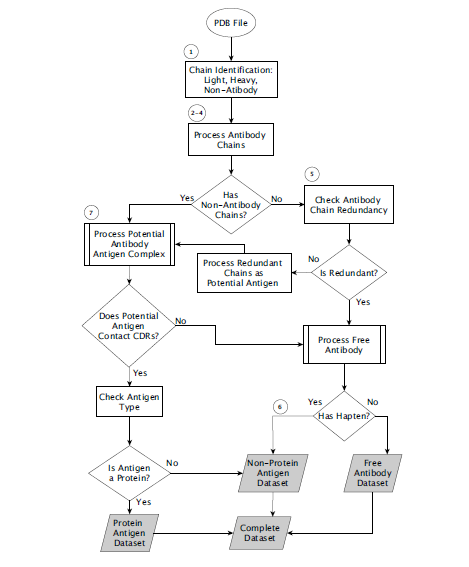 PDB File
1
Chain Identification:
Light, Heavy,
Non-Atibody
2-4
Process Antibody
Chains
5
Yes
Has
Non-Antibody
Chains?
No
Check Antibody
Chain Redundancy
7
Process Potential
Antibody
Antigen Complex
Process Redundant
Chains as
Potential Antigen
No
Is Redundant?
Yes
Does Potential
Antigen
Contact CDRs?
No
Process Free
Antibody
Yes
Check Antigen
Type
6
Yes
Has Hapten?
No
Is Antigen
a Protein?
No
Non-Protein
Antigen
Dataset
Free
Antibody
Dataset
Yes
Protein
Antigen
Dataset
Complete
Dataset